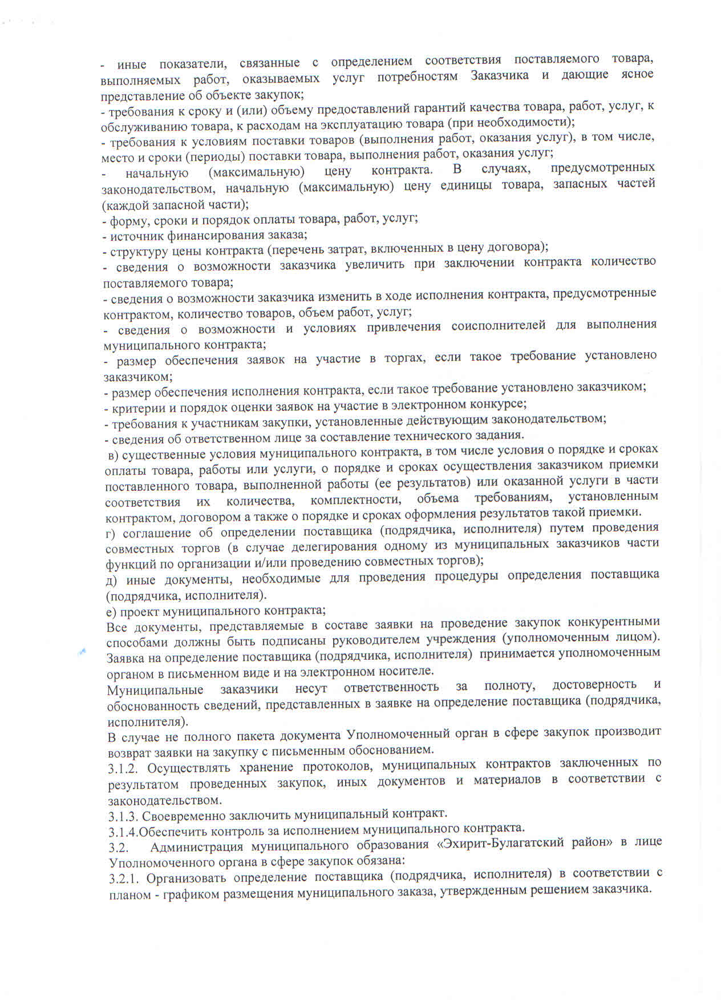 - иные показатели, связанные с определением соответствия поставляемого товара,
выполняемых работ, оказываемых услуг потребностям Заказчика и дающие ясное
представление об объекте закупок;
- требования к сроку и (или) объему предоставлений гарантий качества товара, работ, услуг, к
обслуживанию товара, к расходам на эксплуатацию товара (при необходимости);
- требования к условиям поставки товаров (выполнения работ, оказания услуг), в том числе,
место и сроки (периоды) поставки товара, выполнения работ, оказания услуг;
- начальную (максимальную) цену контракта. В случаях, предусмотренных
законодательством, начальную (максимальную) цену единицы товара, запасных частей
(каждой запасной части);
- форму, сроки и порядок оплаты товара, работ, услуг;
- источник финансирования заказа;
- структуру цены контракта (перечень затрат, включенных в цену договора);
- сведения о возможности заказчика увеличить при заключении контракта количество
поставляемого товара;
- сведения о возможности заказчика изменить в ходе исполнения контракта, предусмотренные
контрактом, количество товаров, объем работ, услуг;
- сведения о возможности и условиях привлечения соисполнителей для выполнения
муниципального контракта;
- размер обеспечения заявок на участие в торгах, если такое требование установлено
заказчиком;
- размер обеспечения исполнения контракта, если такое требование установлено заказчиком;
- критерии и порядок оценки заявок на участие в электронном конкурсе;
- требования к участникам закупки, установленные действующим законодательством;
- сведения об ответственном лице за составление технического задания.
в) существенные условия муниципального контракта, в том числе условия о порядке и сроках
оплаты товара, работы или услуги, о порядке и сроках осуществления заказчиком приемки
поставленного товара, выполненной работы (ее результатов) или оказанной услуги в части
соответствия их количества, комплектности, объема требованиям, установленным
контрактом, договором а также о порядке и сроках оформления результатов такой приемки.
г) соглашение об определении поставщика (подрядчика, исполнителя) путем проведения
совместных торгов (в случае делегирования одному из муниципальных заказчиков части
функций по организации и/или проведению совместных торгов);
д) иные документы, необходимые для проведения процедуры определения поставщика
(подрядчика, исполнителя).
е) проект муниципального контракта;
Все документы, представляемые в составе заявки на проведение закупок конкурентными
способами должны быть подписаны руководителем учреждения (уполномоченным лицом).
Заявка на определение поставщика (подрядчика, исполнителя) принимается уполномоченным
органом в письменном виде и на электронном носителе.
Муниципальные заказчики несут ответственность за полноту, достоверность и
обоснованность сведений, представленных в заявке на определение поставщика (подрядчика,
исполнителя).
В случае не полного пакета документа Уполномоченный орган в сфере закупок производит
возврат заявки на закупку с письменным обоснованием.
3.1.2. Осуществлять хранение протоколов, муниципальных контрактов заключенных по
результатом проведенных закупок, иных документов и материалов в соответствии с
законодательством.
3.1.3. Своевременно заключить муниципальный контракт.
3.1.4.Обеспечить контроль за исполнением муниципального контракта.
3.2. Администрация муниципального образования «Эхирит-Булагатский район» в лице
Уполномоченного органа в сфере закупок обязана:
3.2.1. Организовать определение поставщика (подрядчика, исполнителя) в соответствии с
планом - графиком размещения муниципального заказа, утвержденным решением заказчика.